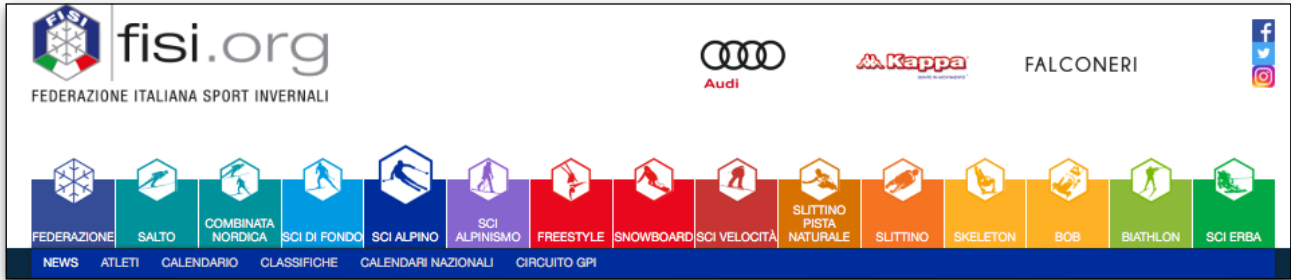 FISI
fisi.org
FEDERAZIONE ITALIANA SPORT INVERNALI
Audi
Kappa
FALCONERI
FEDERAZIONE
SALTO
COMBINATA
NORDICA
SCI DI FONDO
SCI ALPINO
SCI
ALPINISMO
FREESTYLE
SNOWBOARD
SCI VELOCITÀ
SLITTINO
PISTA
NATURALE
SLITTINO
SKELETON
BOB
BIATHLON
SCI ERBA
NEWS ATLETI CALENDARIO CLASSIFICHE CALENDARI NAZIONALI CIRCUITO GPI